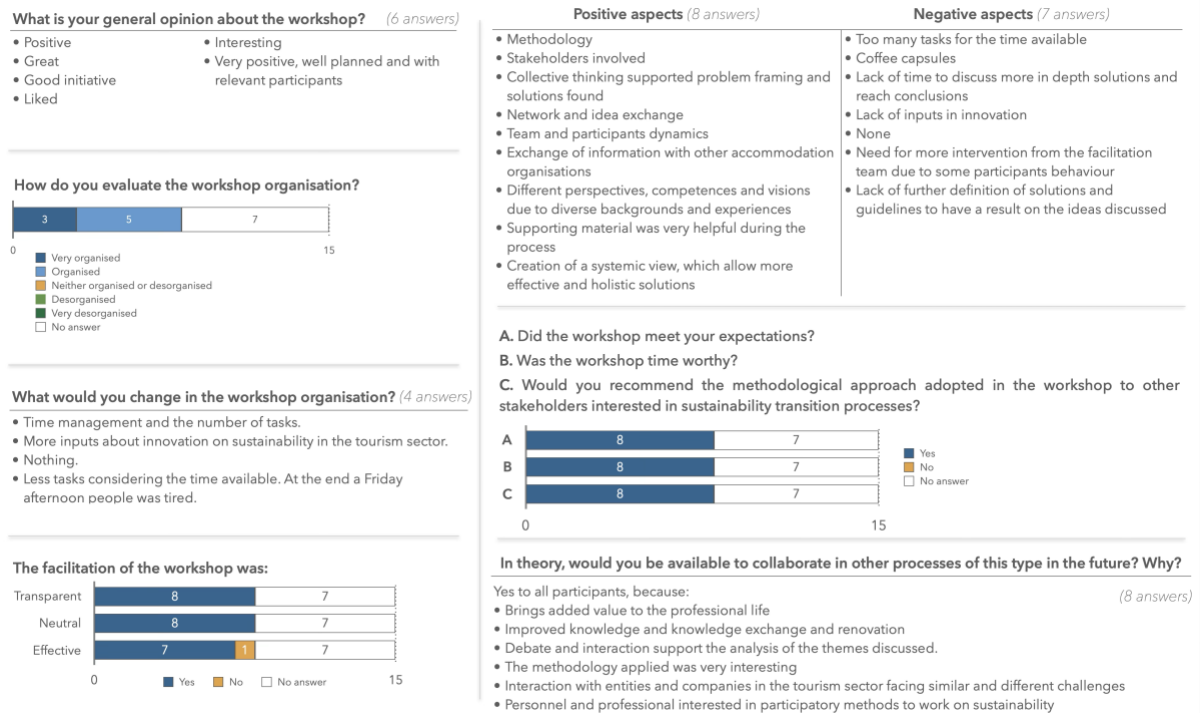 What is your general opinion about the workshop? (6 answers)
• Positive
• Great
• Good initiative
• Liked
• Interesting
• Very positive, well planned and with
relevant participants
How do you evaluate the workshop organisation?
3 5 7
0 15
Very organised
Organised
Neither organised or desorganised
Desorganised
Very desorganised
No answer
What would you change in the workshop organisation? (4 answers)
• Time management and the number of tasks.
• More inputs about innovation on sustainability in the tourism sector.
• Nothing.
• Less tasks considering the time available. At the end a Friday
afternoon people was tired.
The facilitation of the workshop was:
Transparent 8 7
Neutral 8 7
Effective 7 1 7
0 Yes No No answer 15
Positive aspects (8 answers)
• Methodology
• Stakeholders involved
• Collective thinking supported problem framing and
solutions found
• Network and idea exchange
• Team and participants dynamics
• Exchange of information with other accommodation
organisations
• Different perspectives, competences and visions
due to diverse backgrounds and experiences
• Supporting material was very helpful during the
process
• Creation of a systemic view, which allow more
effective and holistic solutions
Negative aspects (7 answers)
• Too many tasks for the time available
• Coffee capsules
• Lack of time to discuss more in depth solutions and
reach conclusions
• Lack of inputs in innovation
• None
• Need for more intervention from the facilitation
team due to some participants behaviour
• Lack of further definition of solutions and
guidelines to have a result on the ideas discussed
A. Did the workshop meet your expectations?
B. Was the workshop time worthy?
C. Would you recommend the methodological approach adopted in the workshop to other
stakeholders interested in sustainability transition processes?
A 8 7
B 8 7
C 8 7
0 15
Yes
No
No answer
In theory, would you be available to collaborate in other processes of this type in the future? Why?
(8 answers)
Yes to all participants, because:
• Brings added value to the professional life
• Improved knowledge and knowledge exchange and renovation
• Debate and interaction support the analysis of the themes discussed.
• The methodology applied was very interesting
• Interaction with entities and companies in the tourism sector facing similar and different challenges
• Personnel and professional interested in participatory methods to work on sustainability